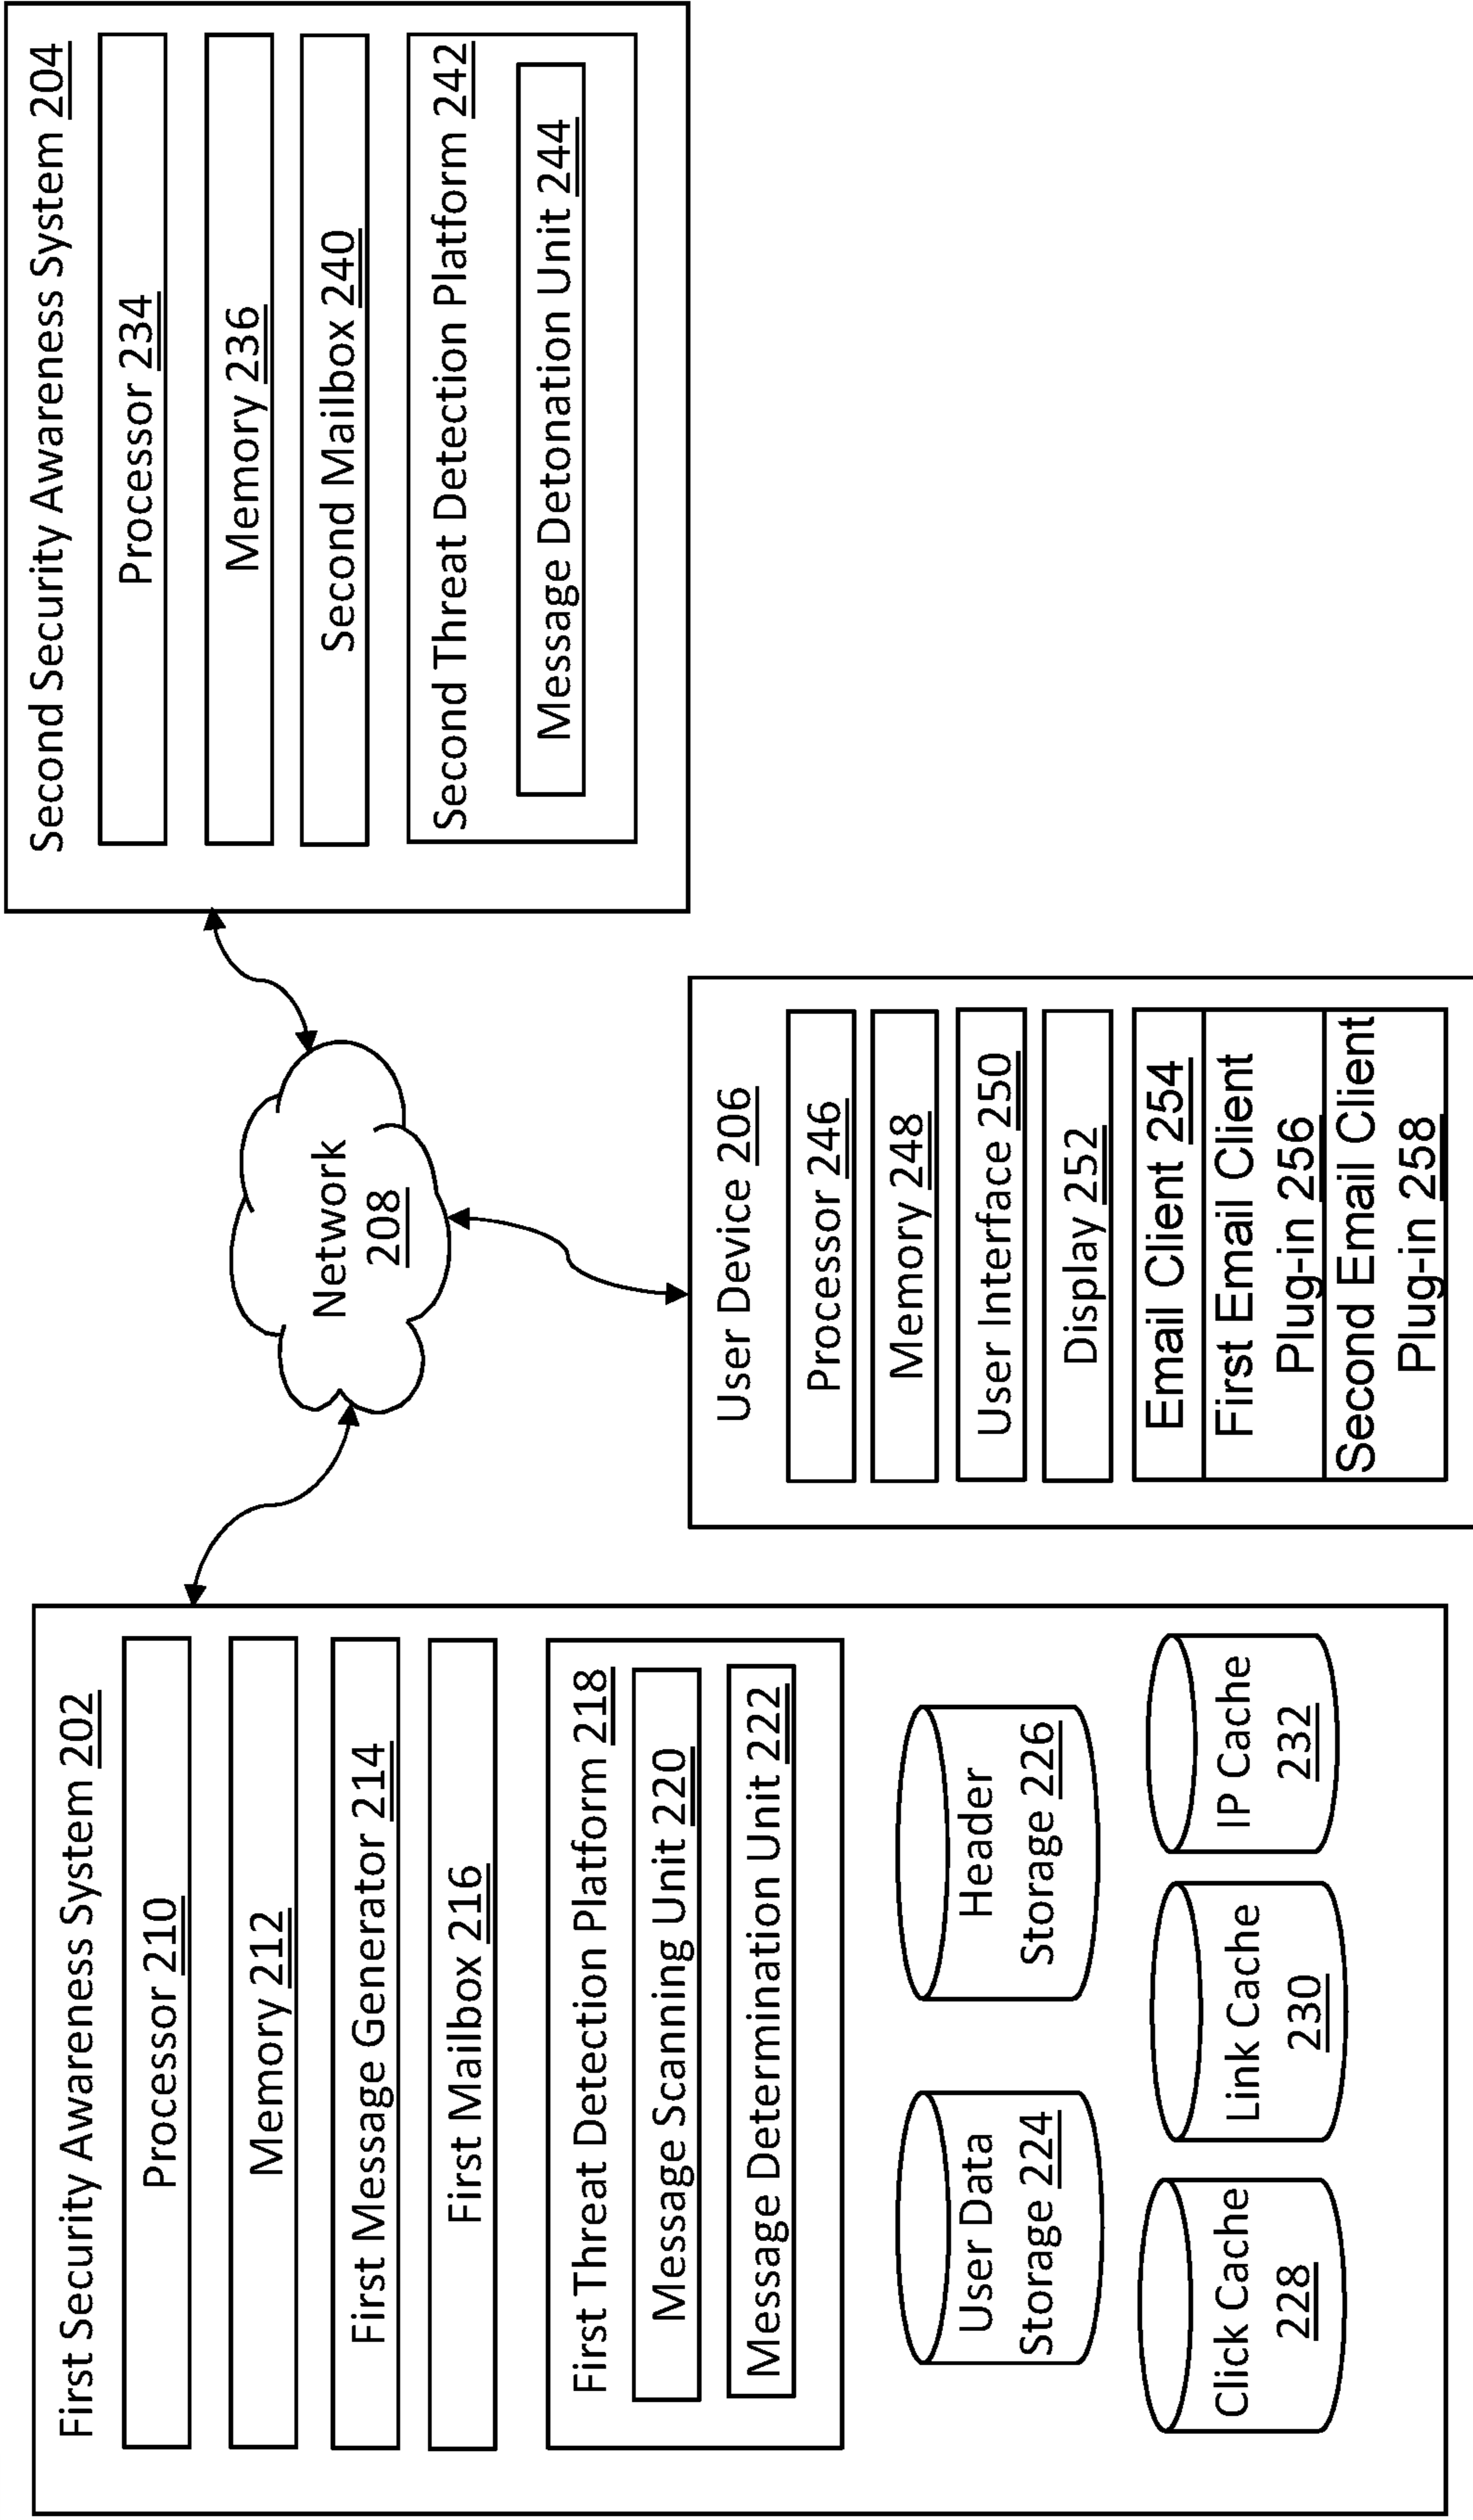 First Security Awareness System 202
Processor 210
Memory 212
First Message Generator 214
First Mailbox 216
First Threat Detection Platform 218
Message Scanning Unit 220
Message Determination Unit 222
User Data
Storage 224
Header
Storage 226
Click Cache
228
Link Cache
230
IP Cache
232
Network
208
User Device 206
Processor 246
Memory 248
User Interface 250
Display 252
Email Client 254
First Email Client
Plug-in 256
Second Email Client
Plug-in 258
Second Security Awareness System 204
Processor 234
Memory 236
Second Mailbox 240
Second Threat Detection Platform 242
Message Detonation Unit 244